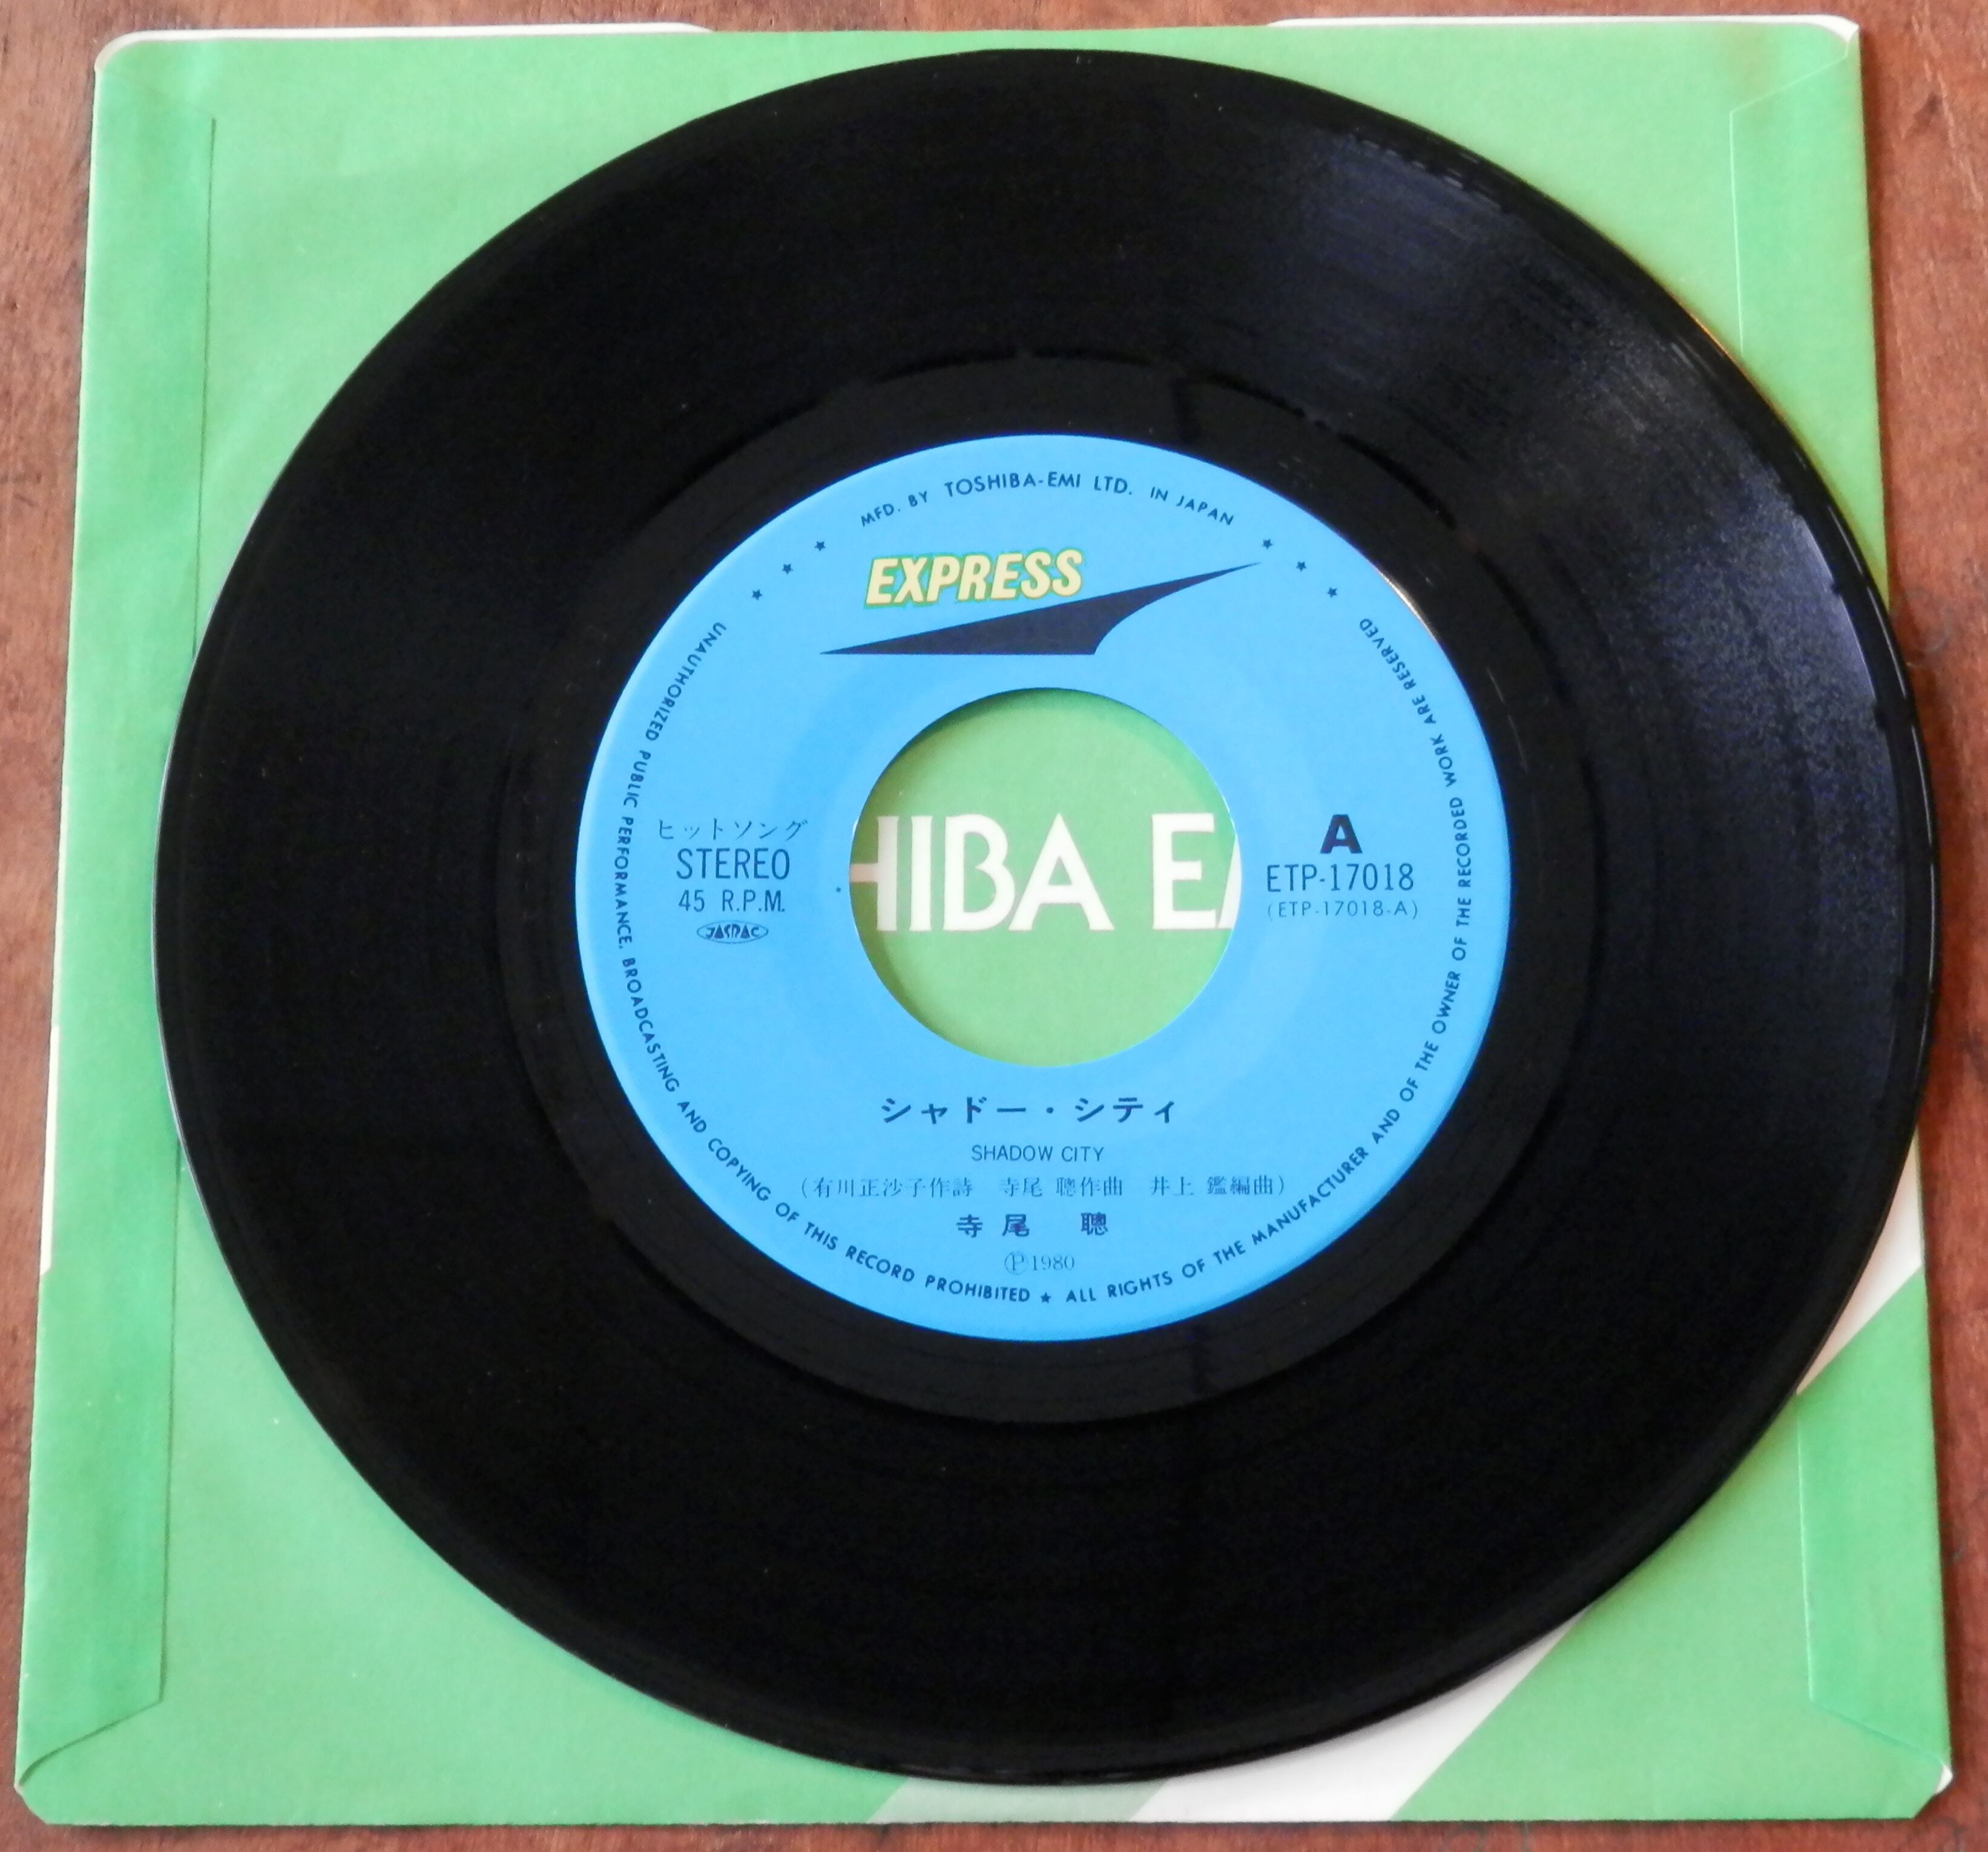 MFD. BY TOSHIBA-EMI LTD. IN JAPAN
EXPRESS
ヒットソング
STEREO
45 R.P.M.
JASRAC
HIBA E
A
ETP-17018
(ETP-17018-A)
シャドー・シティ
SHADOW CITY
(有川正沙子作詩 寺尾 聰作曲 井上 鑑編曲)
寺尾 聰
Ⓟ1980
UNAUTHORIZED PUBLIC PERFORMANCE, BROADCASTING AND COPYING OF THIS RECORD PROHIBITED ★ ALL RIGHTS OF THE MANUFACTURER AND OF THE OWNER OF THE RECORDED WORK ARE RESERVED